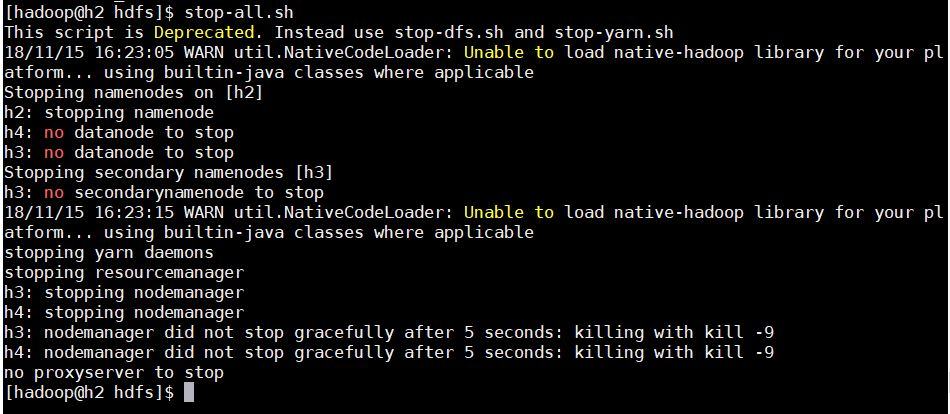 [hadoop@h2 hdfs]$ stop-all.sh
This script is Deprecated. Instead use stop-dfs.sh and stop-yarn.sh
18/11/15 16:23:05 WARN util.NativeCodeLoader: Unable to load native-hadoop library for your pl
atform... using builtin-java classes where applicable
Stopping namenodes on [h2]
h2: stopping namenode
h4: no datanode to stop
h3: no datanode to stop
Stopping secondary namenodes [h3]
h3: no secondarynamenode to stop
18/11/15 16:23:15 WARN util.NativeCodeLoader: Unable to load native-hadoop library for your pl
atform... using builtin-java classes where applicable
stopping yarn daemons
stopping resourcemanager
h3: stopping nodemanager
h4: stopping nodemanager
h3: nodemanager did not stop gracefully after 5 seconds: killing with kill -9
h4: nodemanager did not stop gracefully after 5 seconds: killing with kill -9
no proxyserver to stop
[hadoop@h2 hdfs]$